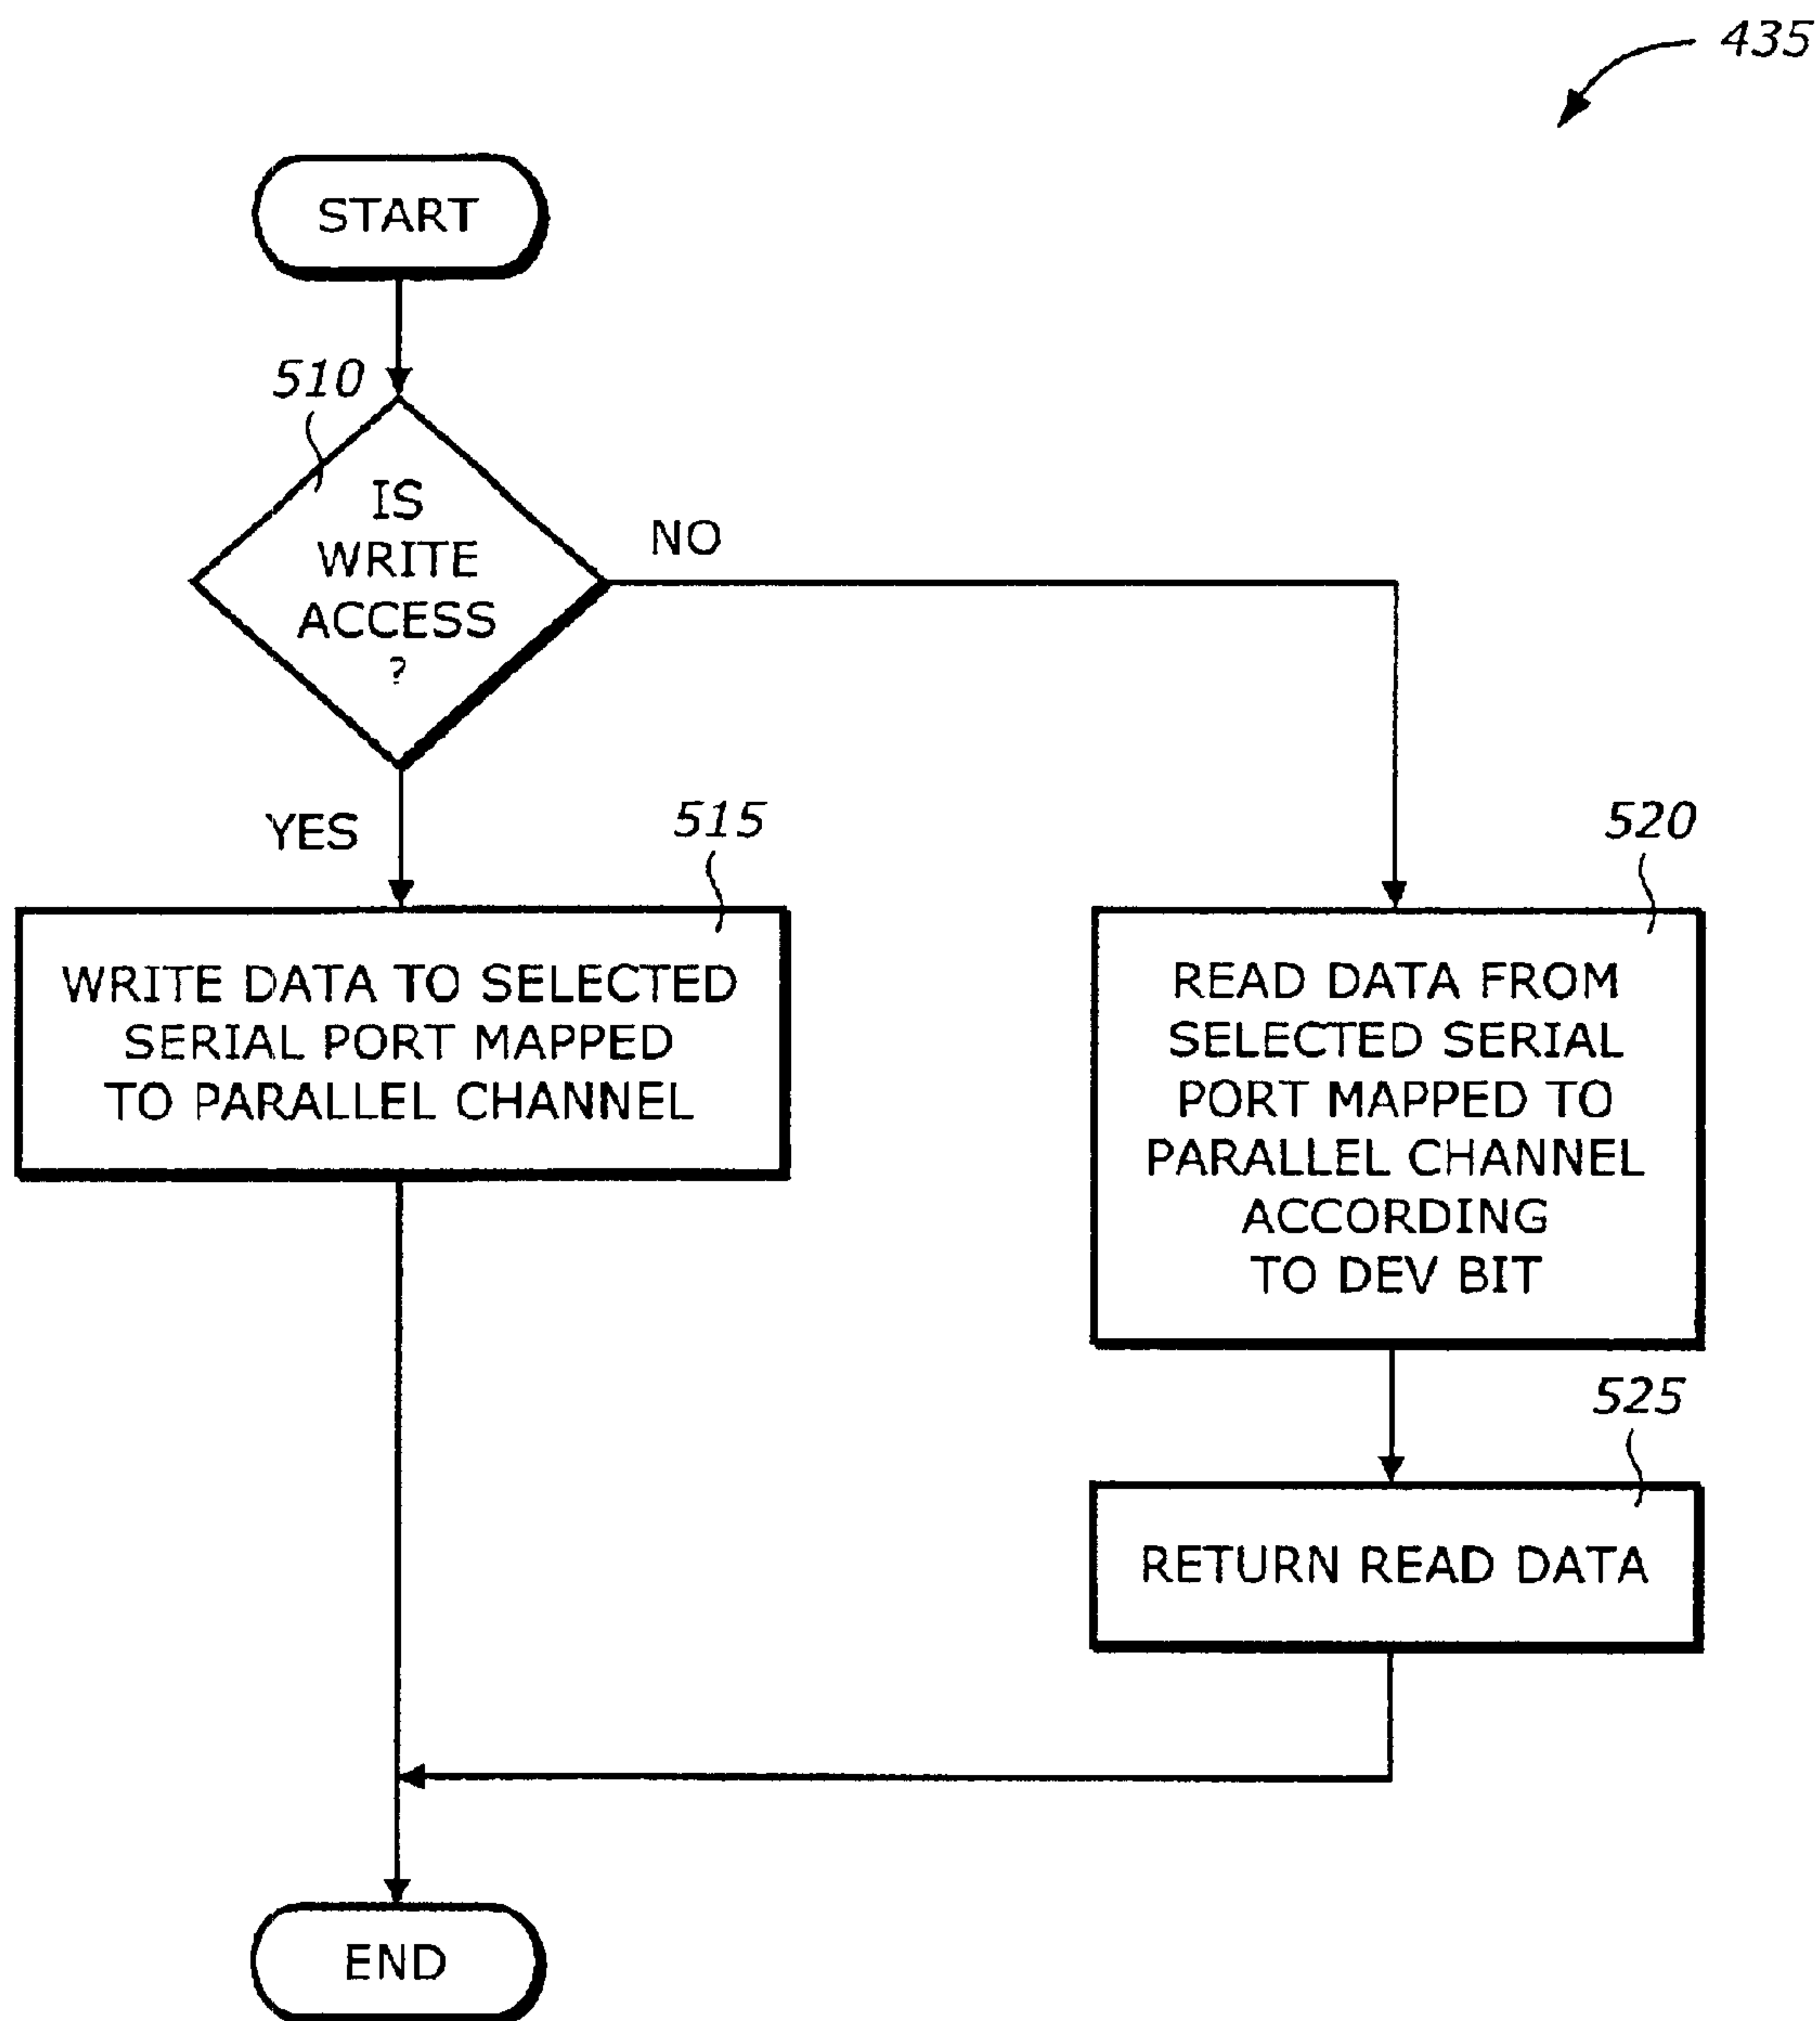 435
START
510
IS
WRITE
ACCESS
?
NO
YES
515
WRITE DATA TO SELECTED
SERIAL PORT MAPPED
TO PARALLEL CHANNEL
520
READ DATA FROM
SELECTED SERIAL
PORT MAPPED TO
PARALLEL CHANNEL
ACCORDING
TO DEV BIT
525
RETURN READ DATA
END